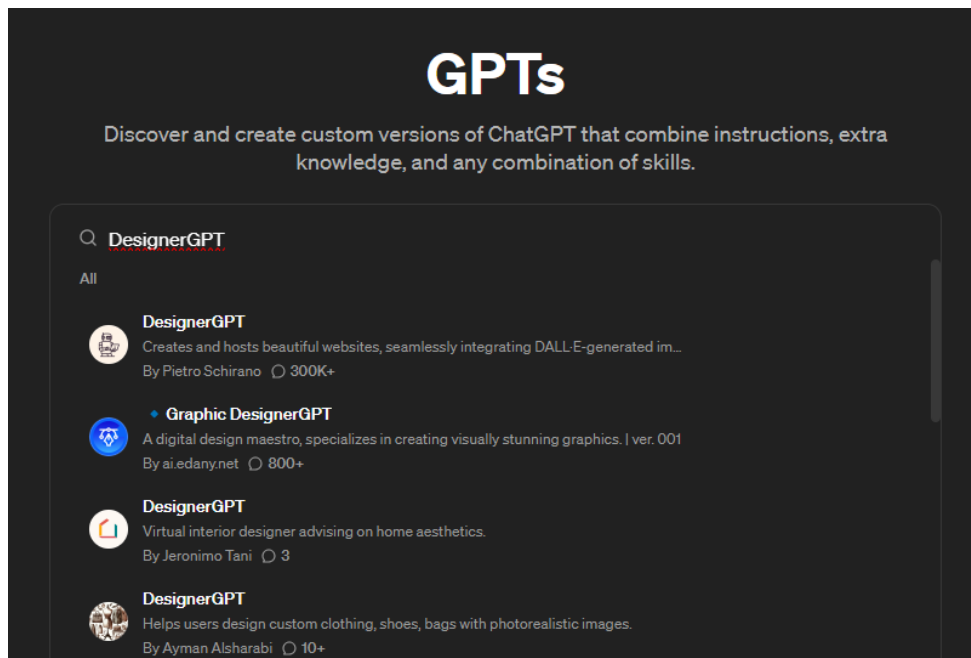 GPTs
Discover and create custom versions of ChatGPT that combine instructions, extra
knowledge, and any combination of skills.
DesignerGPT
All
DesignerGPT
Creates and hosts beautiful websites, seamlessly integrating DALL·E-generated im...
By Pietro Schirano 300K+
Graphic DesignerGPT
A digital design maestro, specializes in creating visually stunning graphics. | ver. 001
By ai.edany.net 800+
DesignerGPT
Virtual interior designer advising on home aesthetics.
By Jeronimo Tani 3
DesignerGPT
Helps users design custom clothing, shoes, bags with photorealistic images.
By Ayman Alsharabi 10+